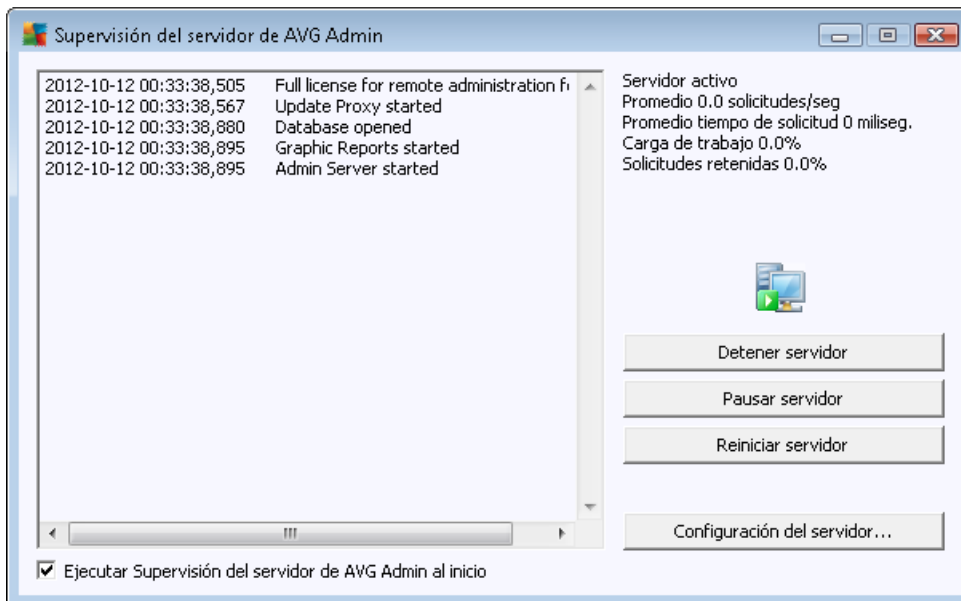 Supervisión del servidor de AVG Admin
2012-10-12 00:33:38,505 Full license for remote administration
2012-10-12 00:33:38,567 Update Proxy started
2012-10-12 00:33:38,880 Database opened
2012-10-12 00:33:38,895 Graphic Reports started
2012-10-12 00:33:38,895 Admin Server started
Servidor activo
Promedio 0.0 solicitudes/seg
Promedio tiempo de solicitud 0 miliseg.
Carga de trabajo 0.0%
Solicitudes retenidas 0.0%
Detener servidor
Pausar servidor
Reiniciar servidor
Configuración del servidor...
Ejecutar Supervisión del servidor de AVG Admin al inicio